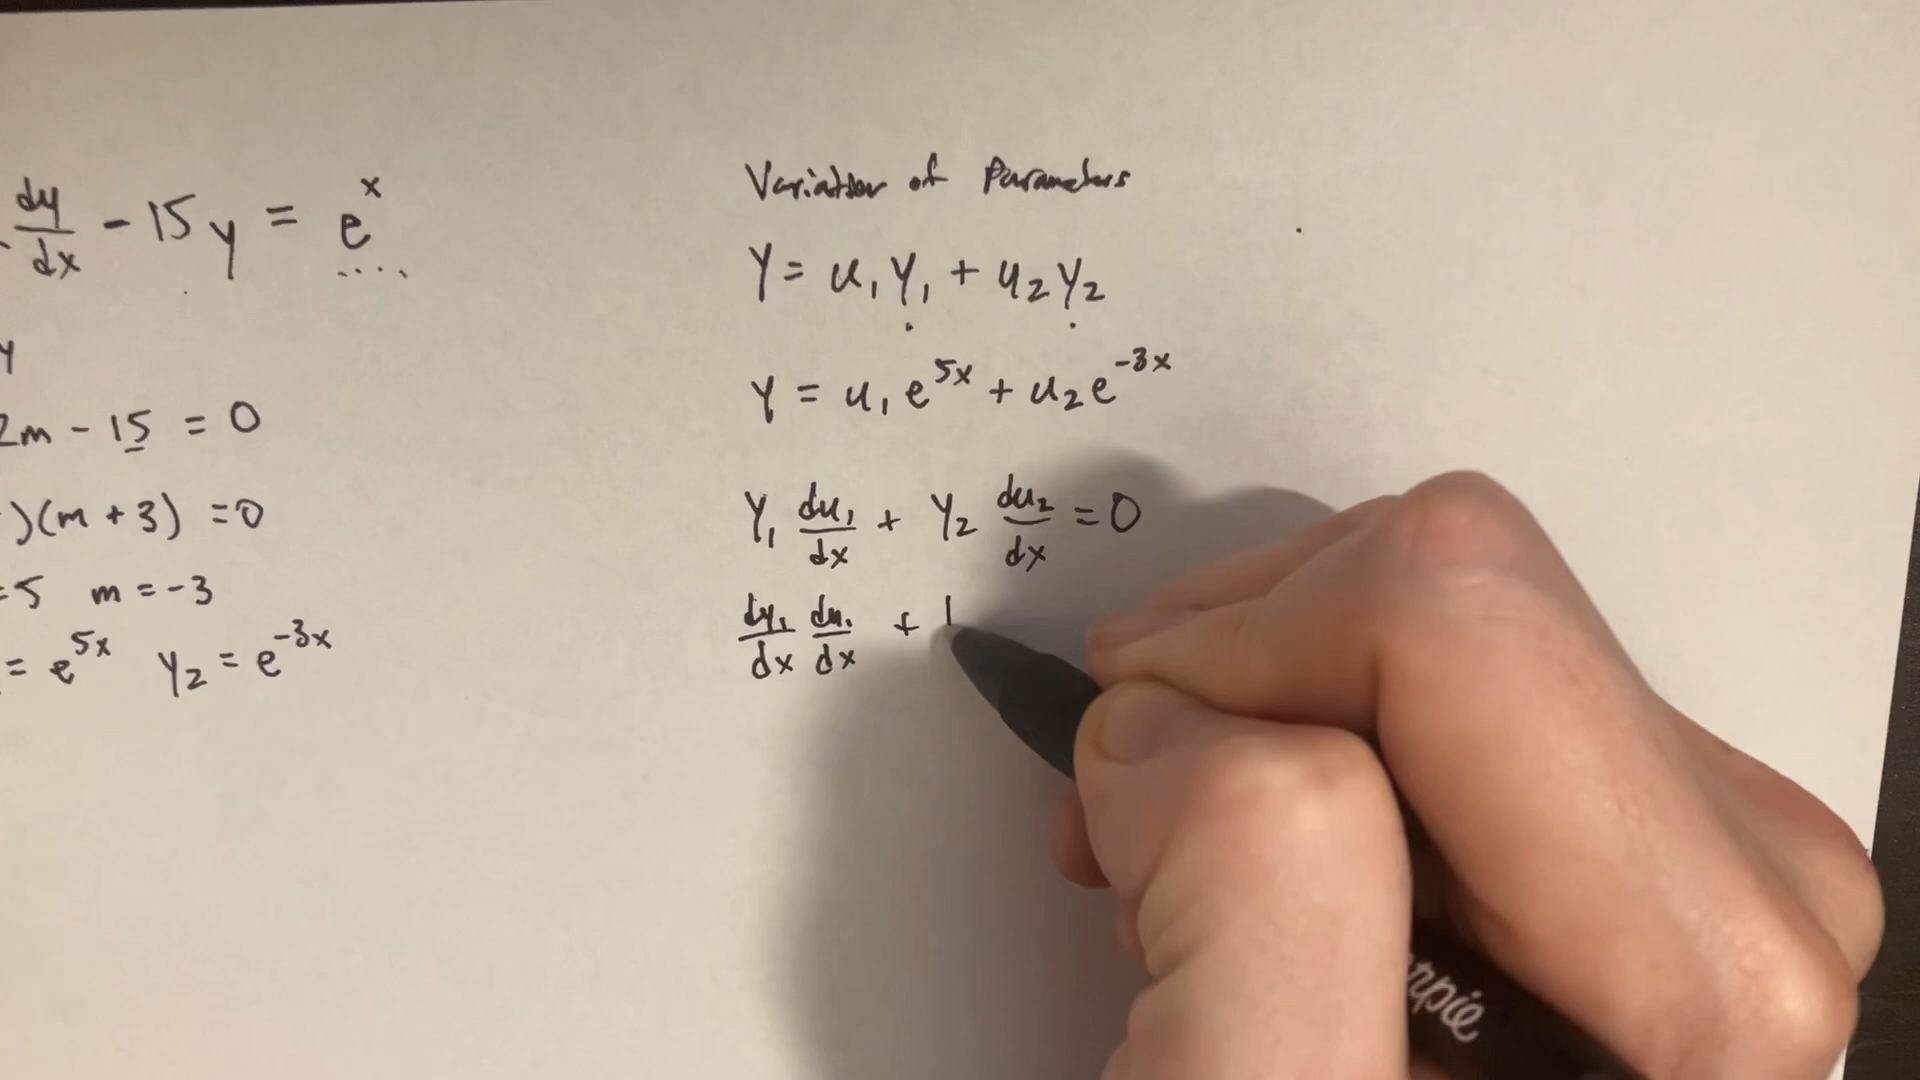 dy/dx - 15y = e^x
y
2m - 15 = 0
)(m + 3) = 0
= 5 m = -3
= e^5x y₂ = e^-3x
Variation of Parameters
y = u₁y₁ + u₂y₂
y = u₁e^5x + u₂e^-3x
y₁ du₁/dx + y₂ du₂/dx = 0
dy₁/dx du₁/dx +